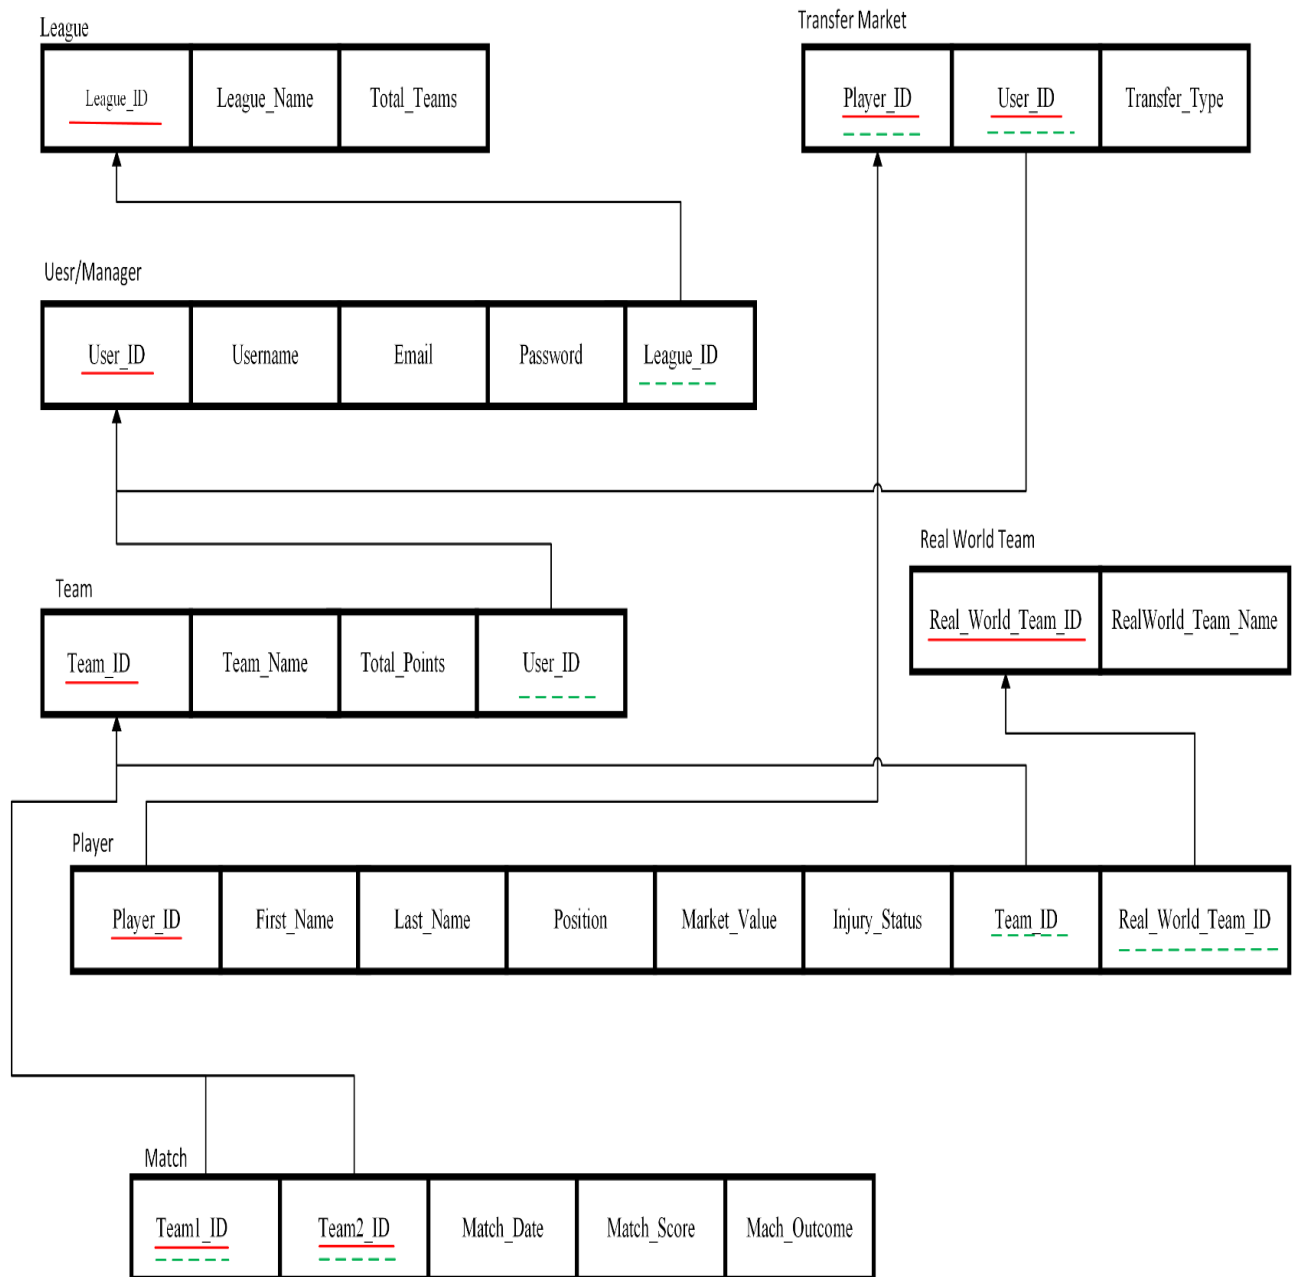 League
League_ID League_Name Total_Teams
Transfer Market
Player_ID User_ID Transfer_Type
Uesr/Manager
User_ID Username Email Password League_ID
Team
Team_ID Team_Name Total_Points User_ID
Real World Team
Real_World_Team_ID RealWorld_Team_Name
Player
Player_ID First_Name Last_Name Position Market_Value Injury_Status Team_ID Real_World_Team_ID
Match
Team1_ID Team2_ID Match_Date Match_Score Mach_Outcome